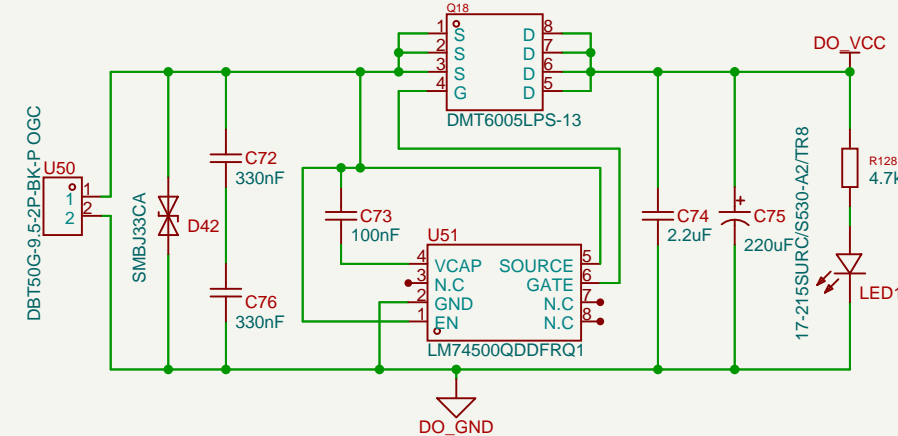 Q18
1 S D 8
2 S D 7
3 S D 6
4 G D 5
DMT6005LPS-13
DO_VCC
DBT50G-9.5-2P-BK-P OGC
U50
1 1
2 2
SMBJ33CA
D42
C72
330nF
C76
330nF
C73
100nF
U51
4 VCAP SOURCE 5
3 N.C GATE 6
2 GND N.C 7
1 EN N.C 8
LM74500QDDFRQ1
C74
2.2uF
+
C75
220uF
17-215SURC/S530-A2/TR8
R128
4.7k
LED1
DO_GND